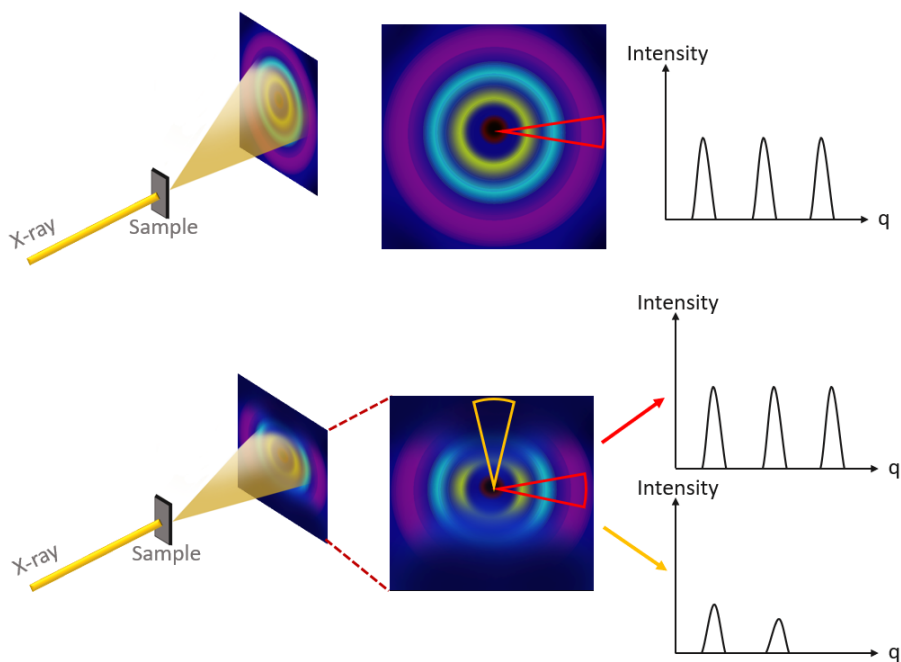 Intensity
q
X-ray
Sample
Intensity
q
Intensity
q
X-ray
Sample